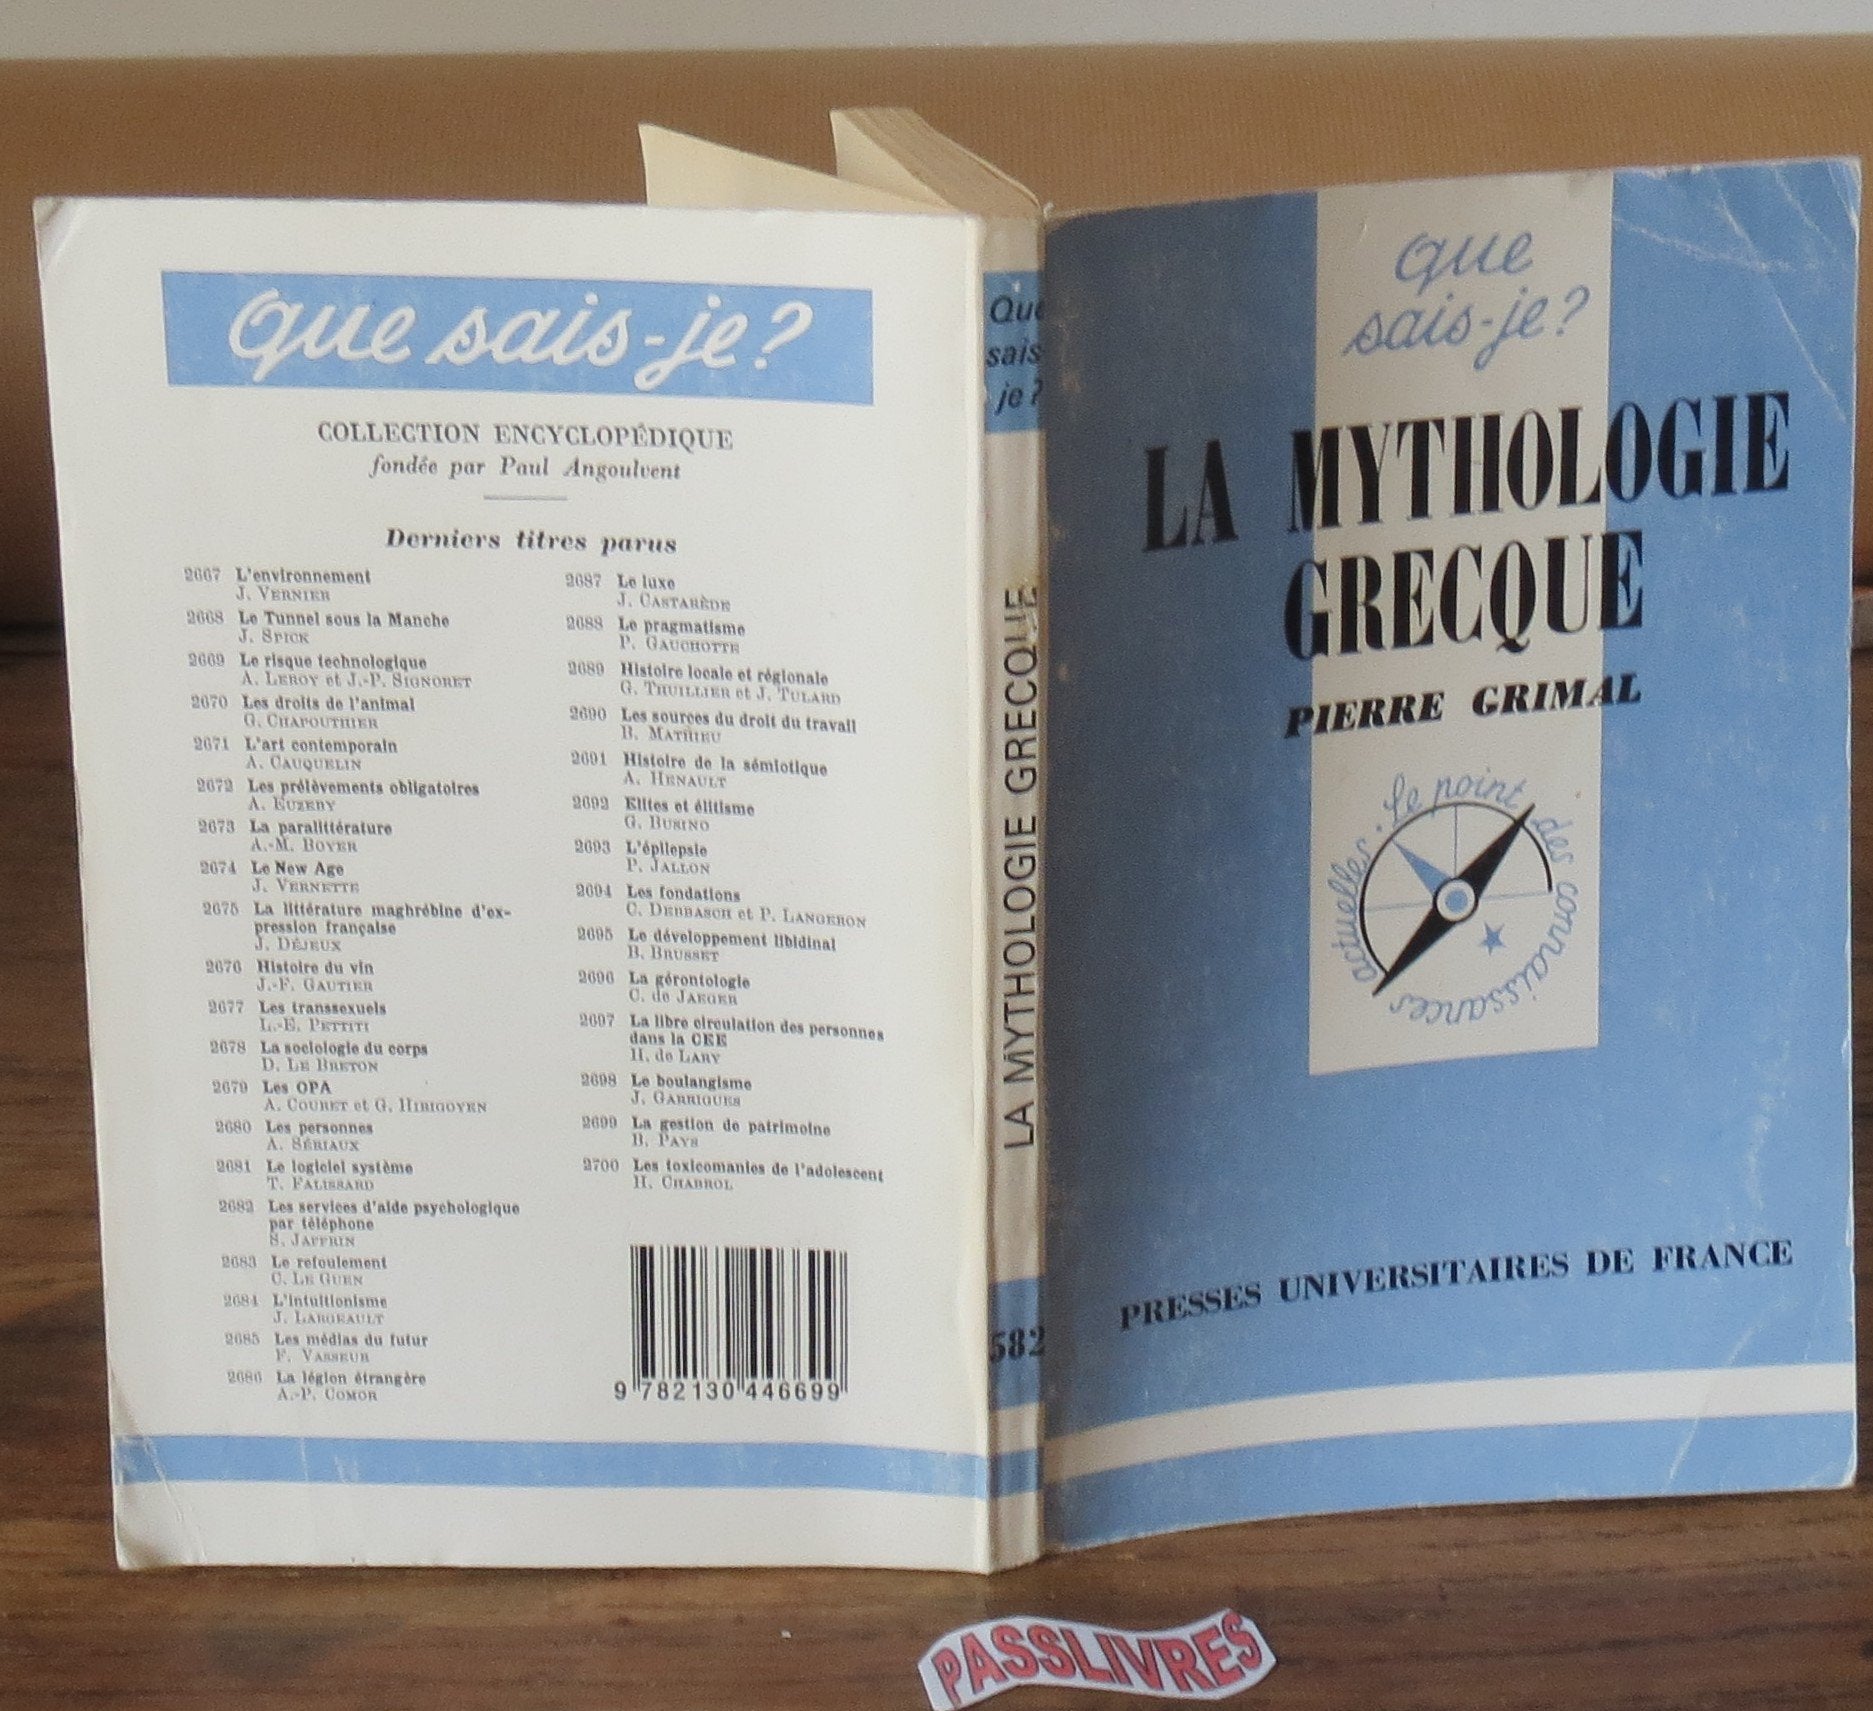 que sais-je?
COLLECTION ENCYCLOPÉDIQUE
fondée par Paul Angoulvent
Derniers titres parus
2667 L'environnement
J. VERNIER
2668 Le Tunnel sous la Manche
J. SPICK
2669 Le risque technologique
A. LEROY et J.-P. SIGNORET
2670 Les droits de l'animal
G. CHAPOUTHIER
2671 L'art contemporain
A. CAUQUELIN
2672 Les prélèvements obligatoires
A. EUZEBY
2673 La paralittérature
A.-M. BOYER
2674 Le New Age
J. VERNETTE
2675 La littérature maghrébine d'ex-
pression française
J. DÉJEUX
2676 Histoire du vin
J.-F. GAUTIER
2677 Les transsexuels
L.-E. PETTITI
2678 La sociologie du corps
D. LE BRETON
2679 Les OPA
A. COURET et G. HIRIGOYEN
2680 Les personnes
A. SÉRIAUX
2681 Le logiciel système
T. FALISSARD
2682 Les services d'aide psychologique
par téléphone
S. JAFFRIN
2683 Le refoulement
C. LE GUEN
2684 L'intuitionisme
J. LARGEAULT
2685 Les médias du futur
F. VASSEUR
2686 La légion étrangère
A.-P. COMOR
2687 Le luxe
J. CASTARÈDE
2688 Le pragmatisme
P. GAUCHOTTE
2689 Histoire locale et régionale
G. THUILLIER et J. TULARD
2690 Les sources du droit du travail
B. MATHIEU
2691 Histoire de la sémiotique
A. HENAULT
2692 Elites et élitisme
G. BUSINO
2693 L'épilepsie
P. JALLON
2694 Les fondations
C. DEBBASCH et P. LANGERON
2695 Le développement libidinal
B. BRUSSET
2696 La gérontologie
C. de JAEGER
2697 La libre circulation des personnes
dans la CEE
H. de LARY
2698 Le boulangisme
J. GARRIGUES
2699 La gestion de patrimoine
B. PAYS
2700 Les toxicomanies de l'adolescent
H. CHABROL
9 782130 446699
Que
sais
je?
LA MYTHOLOGIE GRECQUE
582
que
sais-je?
LA MYTHOLOGIE
GRECQUE
PIERRE GRIMAL
le point des connaissances actuelles.
PRESSES UNIVERSITAIRES DE FRANCE
PASSLIVRES